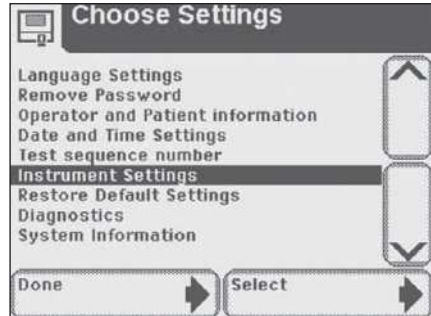 Choose Settings
Language Settings
Remove Password
Operator and Patient information
Date and Time Settings
Test sequence number
Instrument Settings
Restore Default Settings
Diagnostics
System Information
Done
Select